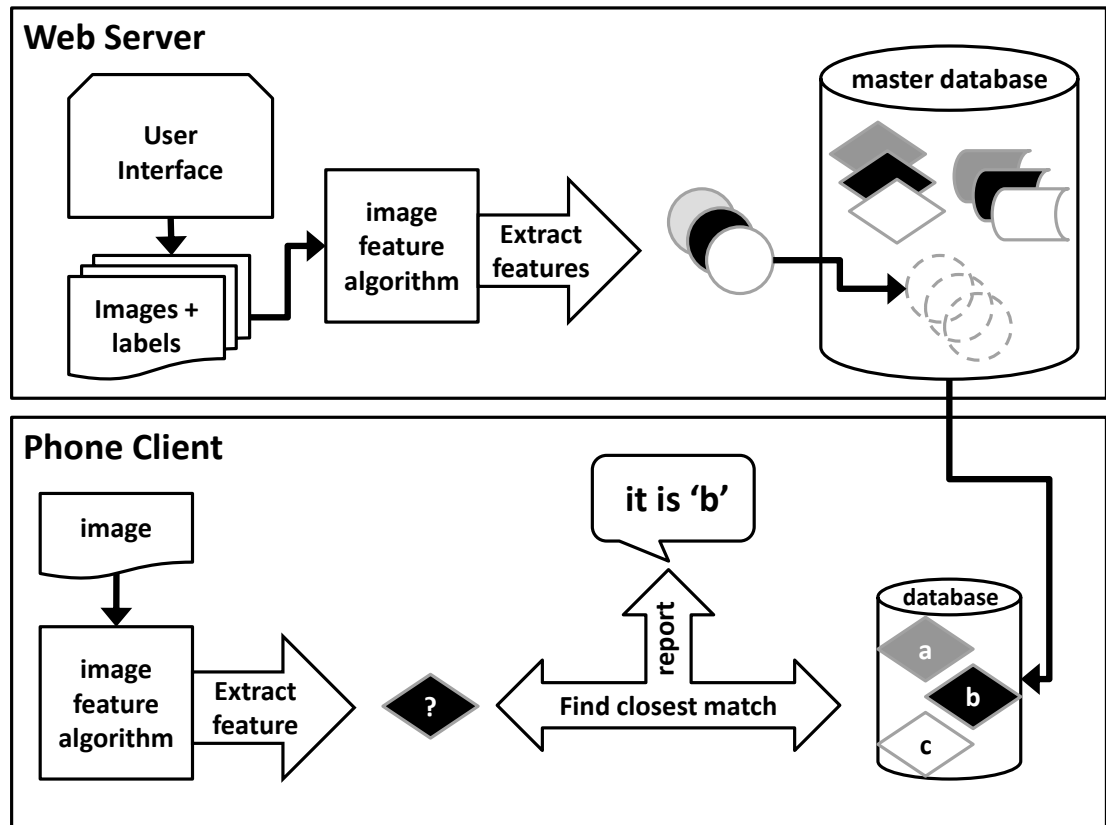 Web Server
User
Interface
Images +
labels
image
feature
algorithm
Extract
features
master database
Phone Client
image
image
feature
algorithm
Extract
feature
?
it is ‘b’
report
Find closest match
database
a
b
c